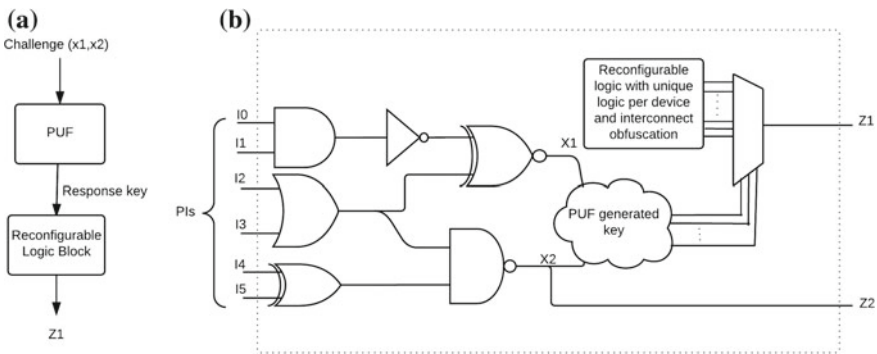 (a)
Challenge (x1,x2)
PUF
Response key
Reconfigurable
Logic Block
Z1
(b)
PIs
I0
I1
I2
I3
I4
I5
X1
X2
Reconfigurable
logic with unique
logic per device
and interconnect
obfuscation
PUF generated
key
Z1
Z2